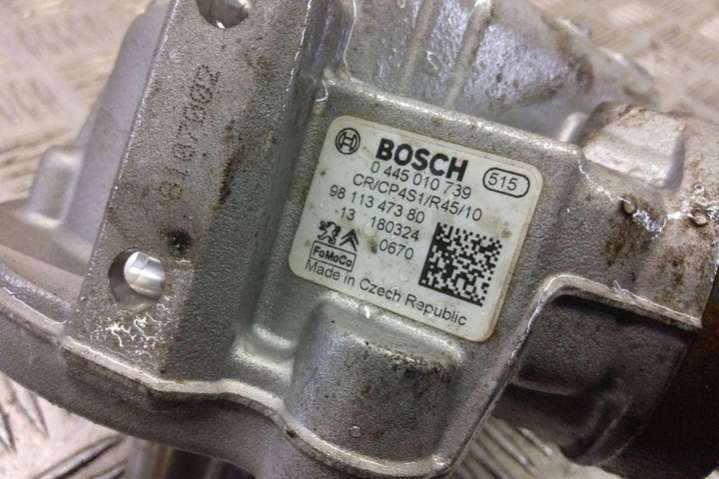 BOSCH
0 445 010 739
515
CR/CP4S1/R45/10
98 113 473 80
13 180324
0670
FoMoCo
Made in Czech Republic